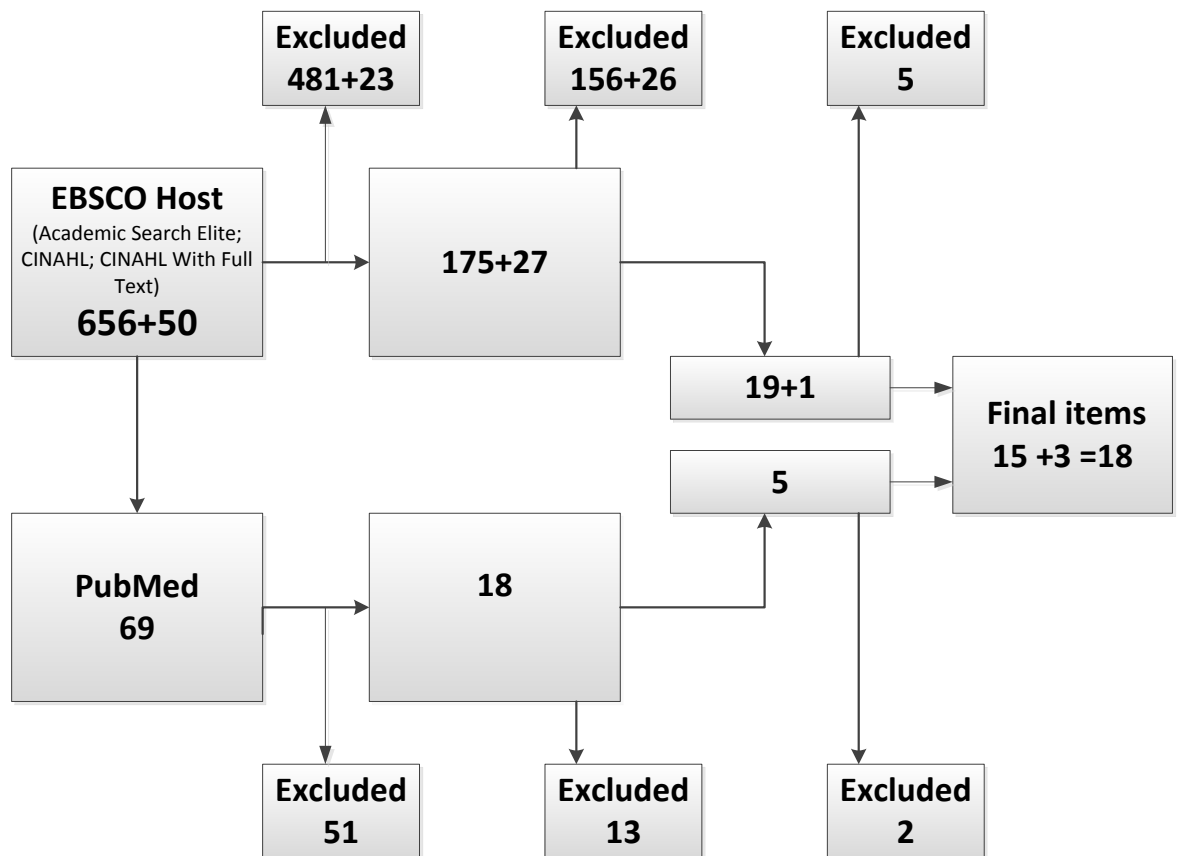 Excluded
481+23
Excluded
156+26
Excluded
5
EBSCO Host
(Academic Search Elite;
CINAHL; CINAHL With Full
Text)
656+50
175+27
19+1
Final items
15 +3 =18
5
PubMed
69
18
Excluded
51
Excluded
13
Excluded
2